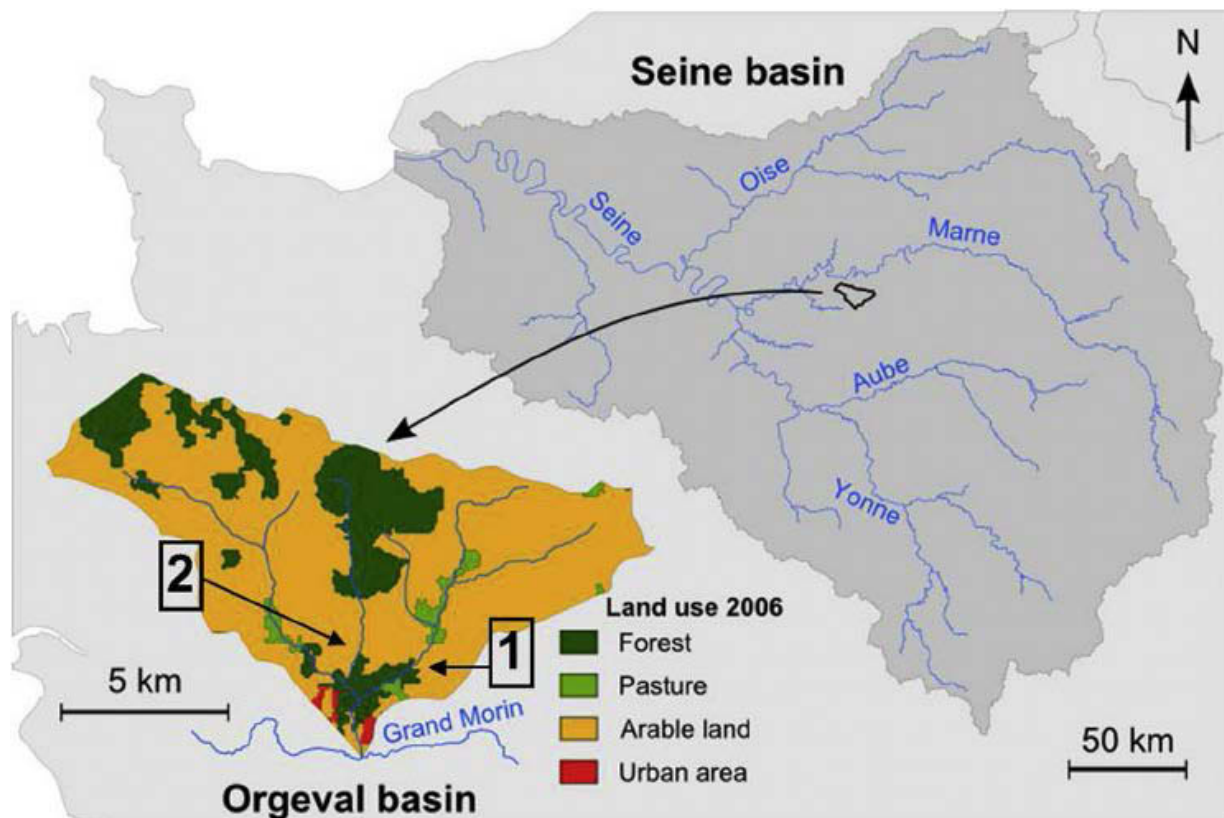 Seine basin
N
Oise
Seine
Marne
Aube
Yonne
2
1
Land use 2006
Forest
Pasture
Arable land
Urban area
5 km
Grand Morin
50 km
Orgeval basin